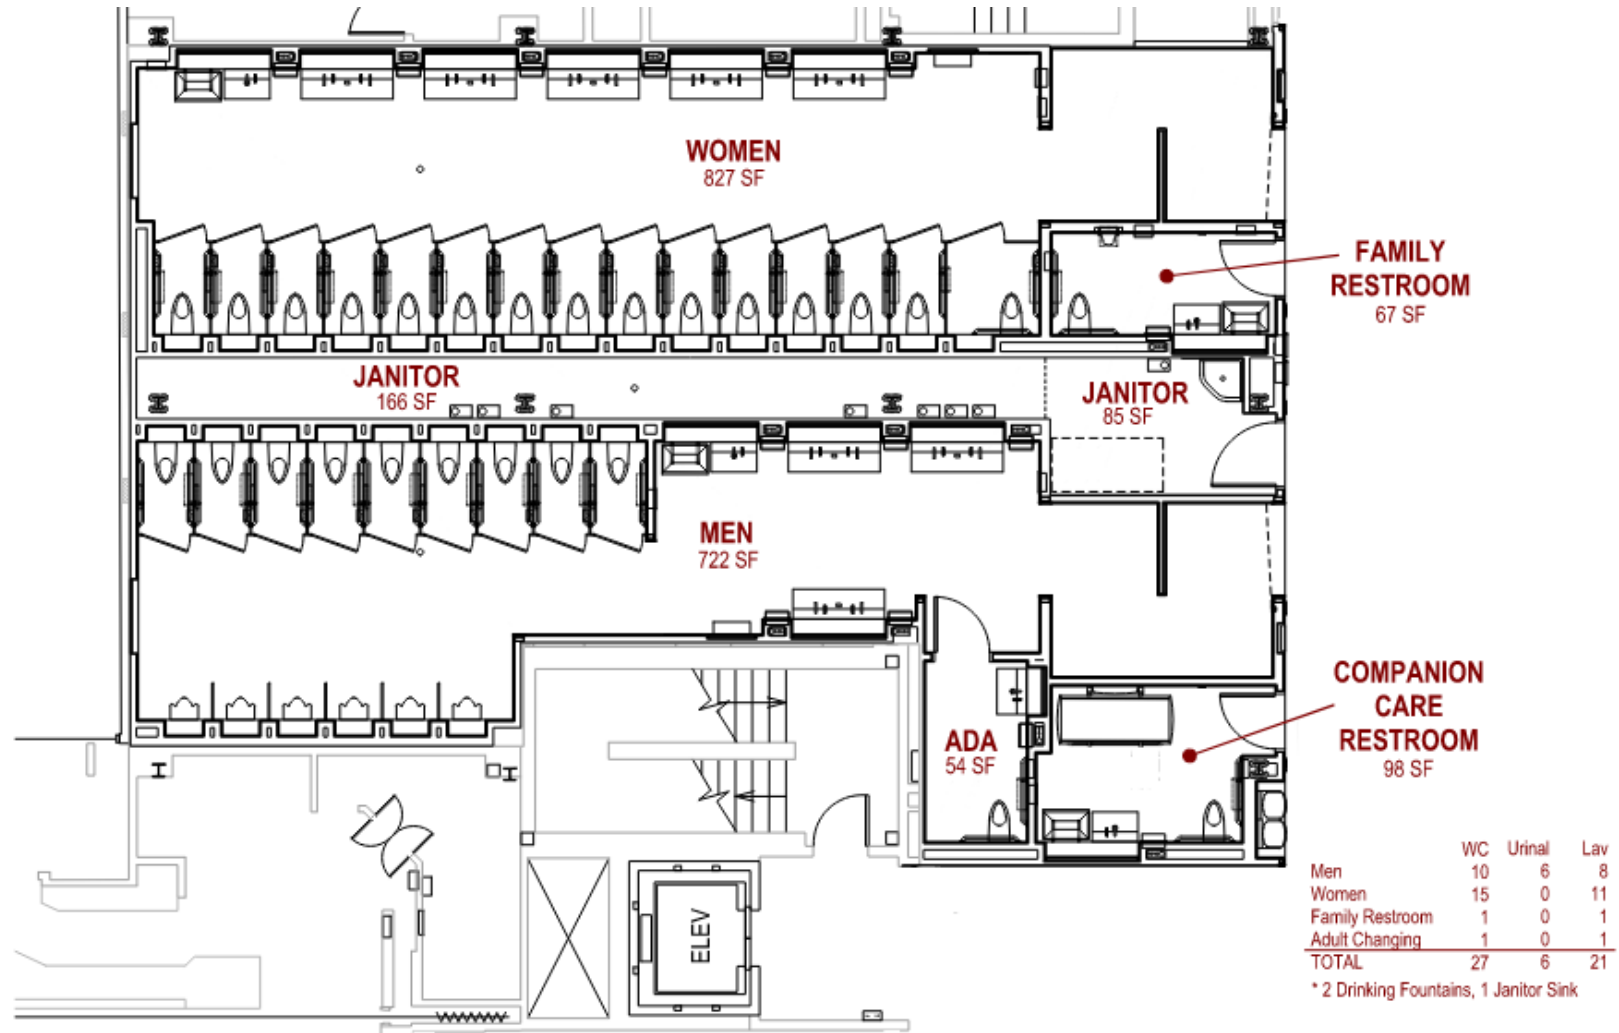 WOMEN
827 SF
FAMILY
RESTROOM
67 SF
JANITOR
166 SF
JANITOR
85 SF
MEN
722 SF
COMPANION
CARE
RESTROOM
98 SF
ADA
54 SF
ELEV
WC Urinal Lav
Men 10 6 8
Women 15 0 11
Family Restroom 1 0 1
Adult Changing 1 0 1
TOTAL 27 6 21
* 2 Drinking Fountains, 1 Janitor Sink